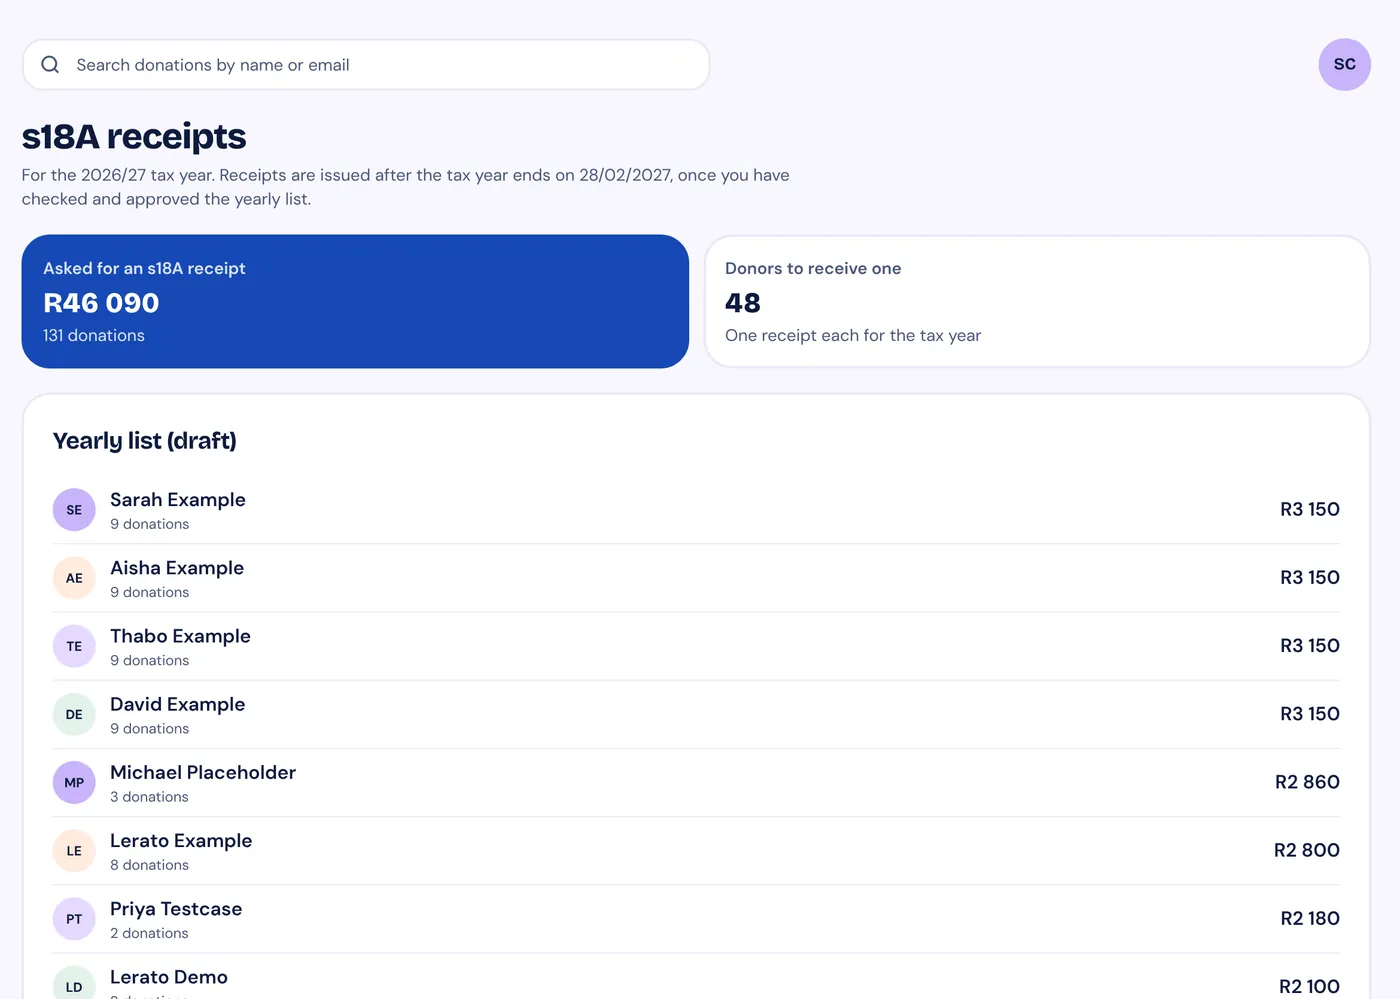 Search donations by name or email
SC
s18A receipts
For the 2026/27 tax year. Receipts are issued after the tax year ends on 28/02/2027, once you have
checked and approved the yearly list.
Asked for an s18A receipt
R46 090
131 donations
Donors to receive one
48
One receipt each for the tax year
Yearly list (draft)
SE
Sarah Example
9 donations
R3 150
AE
Aisha Example
9 donations
R3 150
TE
Thabo Example
9 donations
R3 150
DE
David Example
9 donations
R3 150
MP
Michael Placeholder
3 donations
R2 860
LE
Lerato Example
8 donations
R2 800
PT
Priya Testcase
2 donations
R2 180
LD
Lerato Demo
R2 100